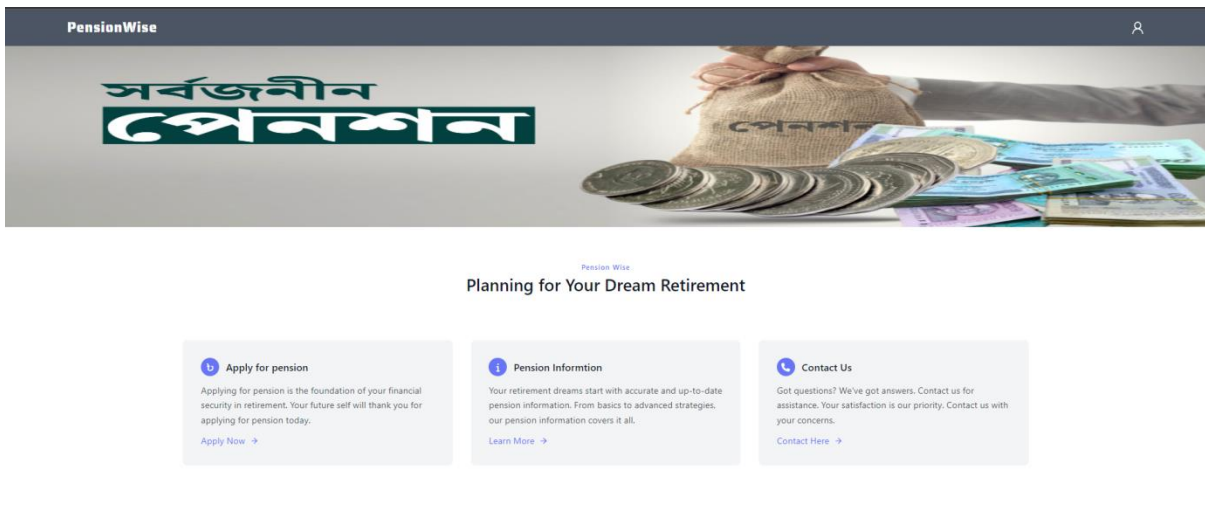 PensionWise
সর্বজনীন
পেনশন
পেনশন
Pension Wise
Planning for Your Dream Retirement
Apply for pension
Applying for pension is the foundation of your financial
security in retirement. Your future self will thank you for
applying for pension today.
Apply Now →
Pension Informtion
Your retirement dreams start with accurate and up-to-date
pension information. From basics to advanced strategies,
our pension information covers it all.
Learn More →
Contact Us
Got questions? We've got answers. Contact us for
assistance. Your satisfaction is our priority. Contact us with
your concerns.
Contact Here →